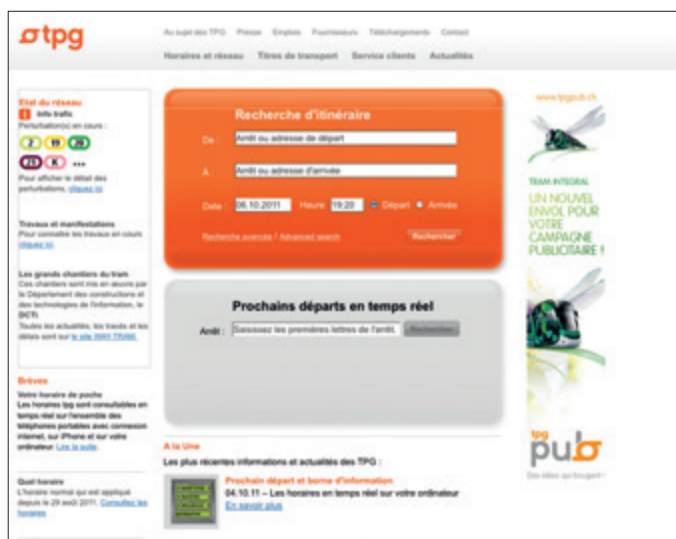 tpg
Au sujet des TPG Presse Emplois Fournisseurs Téléchargements Contact
Horaires et réseau Titres de transport Service clients Actualités
Etat du réseau
i Info trafic
Perturbation(s) en cours :
2 19 20
K ...
Pour afficher le détail des
perturbations, cliquez ici
Travaux et manifestations
Pour connaître les travaux en cours
cliquez ici.
Les grands chantiers du tram
Ces chantiers sont mis en œuvre par
le Département des constructions et
des technologies de l'information, le
DCTI.
Toutes les actualités, les tracés et les
délais sont sur le site WAY-TRAM.
Brèves
Votre horaire de poche
Les horaires tpg sont consultables en
temps réel sur l'ensemble des
téléphones portables avec connexion
internet, sur iPhone et sur votre
ordinateur. Lire la suite.
Quel horaire
L'horaire normal qui est appliqué
depuis le 29 août 2011. Consultez les
horaires
Recherche d'itinéraire
De : Arrêt ou adresse de départ
A : Arrêt ou adresse d'arrivée
Date : 06.10.2011 Heure 19:20 Départ Arrivée
Recherche avancée / Advanced search Rechercher
Prochains départs en temps réel
Arrêt : Saisissez les premières lettres de l'arrêt. Rechercher
A la Une
Les plus récentes informations et actualités des TPG :
Prochain départ et borne d'information
04.10.11 – Les horaires en temps réel sur votre ordinateur
En savoir plus
www.tpgpub.ch
TRAM INTEGRAL
UN NOUVEL
ENVOL POUR
VOTRE
CAMPAGNE
PUBLICITAIRE !
tpg
pub
Des idées qui bougent !